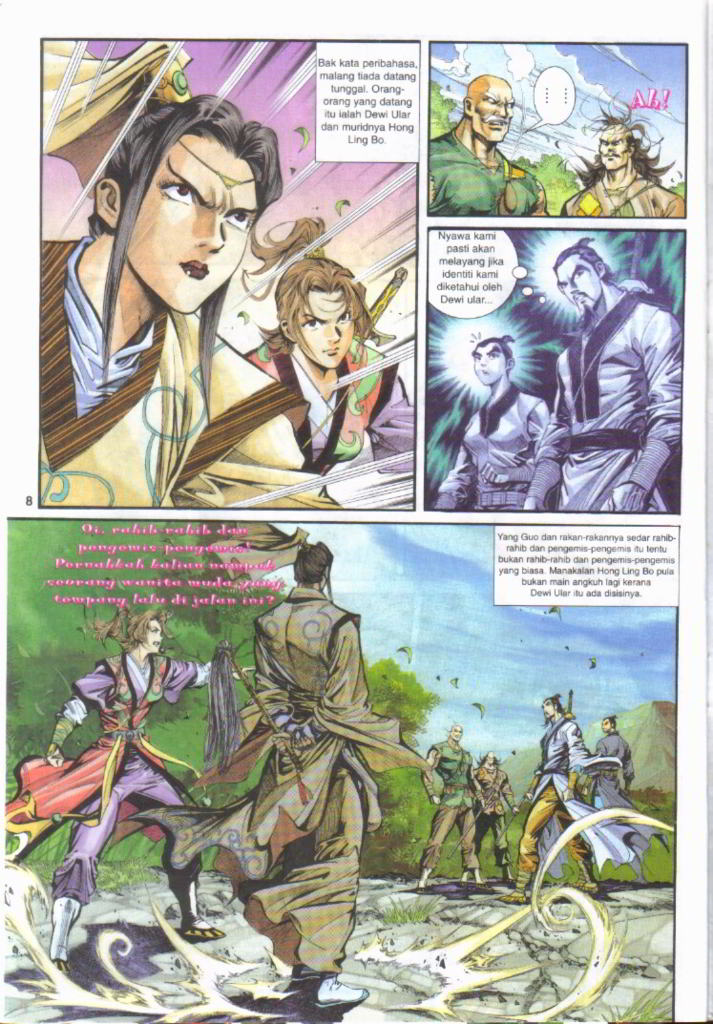 Bak kata peribahasa,
malang tiada datang
tunggal. Orang-
orang yang datang
itu ialah Dewi Ular
dan muridnya Hong
Ling Bo.
Ah!
Nyawa kami
pasti akan
melayang jika
identiti kami
diketahui oleh
Dewi ular...
8
Oi, rahib-rahib dan
pengemis-pengemis!
Pernahkah kalian nampak
seorang wanita muda yang
tompang lalu di jalan ini?
Yang Guo dan rakan-rakannya sedar rahib-
rahib dan pengemis-pengemis itu tentu
bukan rahib-rahib dan pengemis-pengemis
yang biasa. Manakalan Hong Ling Bo pula
bukan main angkuh lagi kerana
Dewi Ular itu ada disisinya.